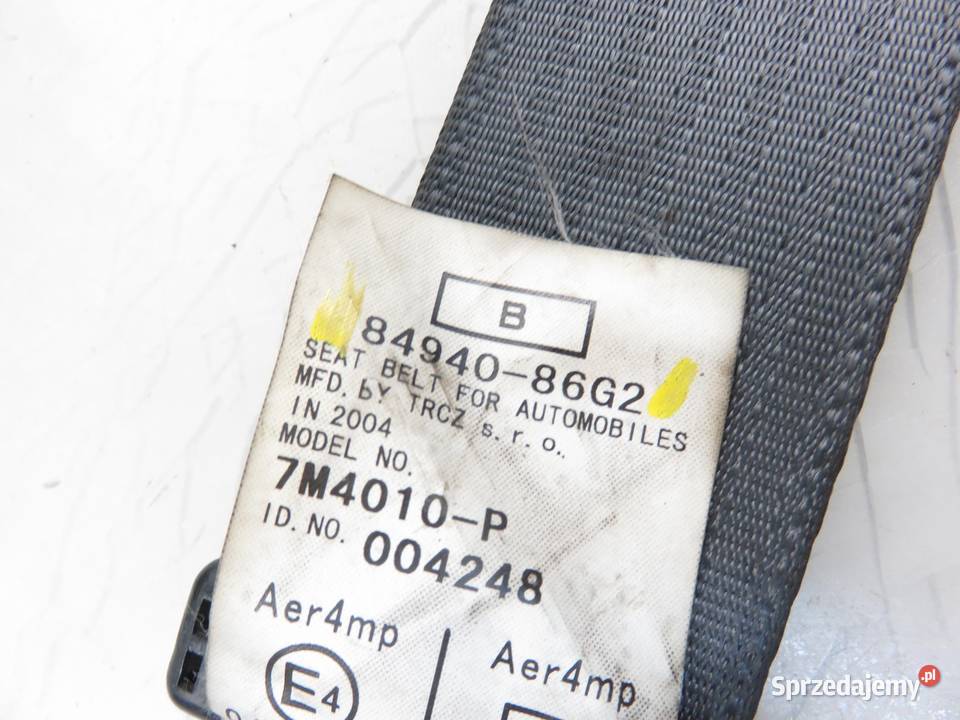 B
84940-86G2
SEAT BELT FOR AUTOMOBILES
MFD. by TRCZ s. r. o..
IN 2004
MODEL NO.
7M4010-P
ID. NO. 004248
Aer4mp
Aer4mp
E4
Sprzedajemy.pl